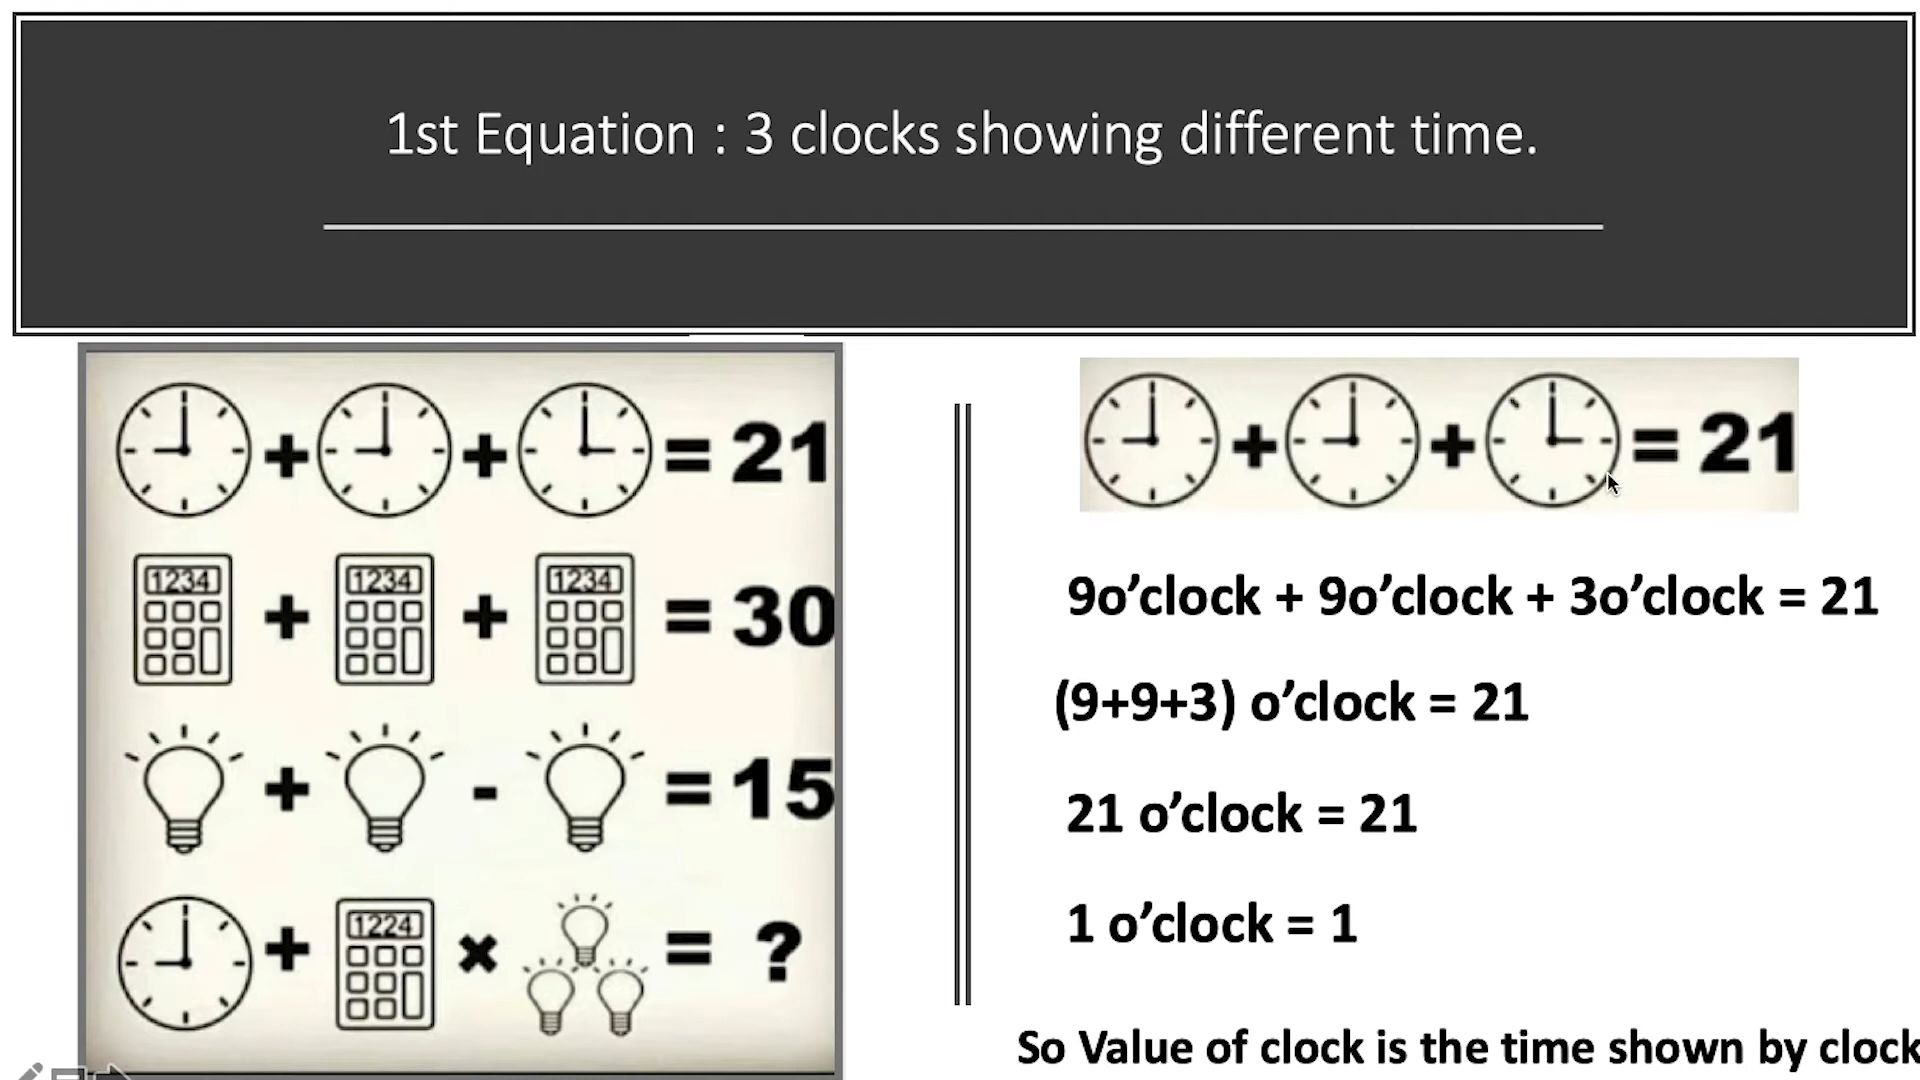 1st Equation : 3 clocks showing different time.
+ + = 21
1234 + 1234 + 1234 = 30
+ - = 15
+ 1224 × = ?
+ + = 21
9o’clock + 9o’clock + 3o’clock = 21
(9+9+3) o’clock = 21
21 o’clock = 21
1 o’clock = 1
So Value of clock is the time shown by clock